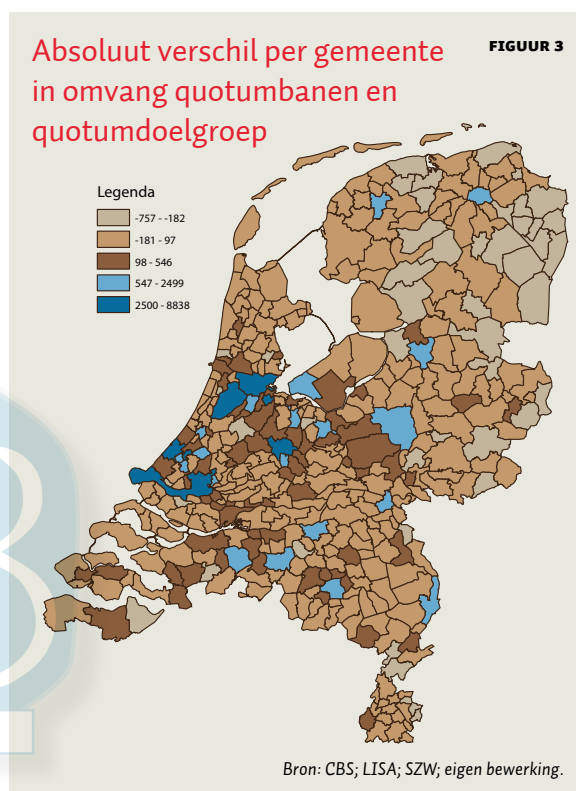 Absoluut verschil per gemeente
in omvang quotumbanen en
quotumdoelgroep
FIGUUR 3
Legenda
-757 - -182
-181 - 97
98 - 546
547 - 2499
2500 - 8838
Bron: CBS; LISA; SZW; eigen bewerking.